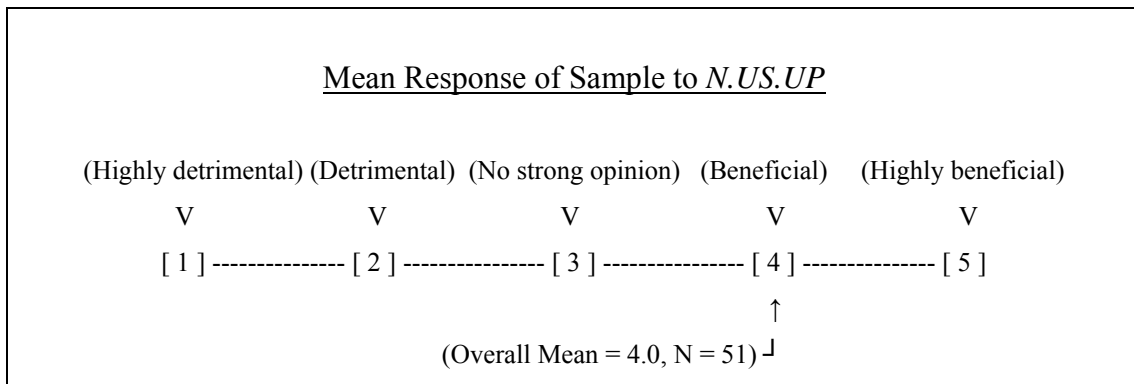 Mean Response of Sample to N.US.UP
(Highly detrimental) (Detrimental) (No strong opinion) (Beneficial) (Highly beneficial)
V V V V V
[ 1 ] --------------- [ 2 ] ---------------- [ 3 ] ---------------- [ 4 ] --------------- [ 5 ]
↑
(Overall Mean = 4.0, N = 51) ┘